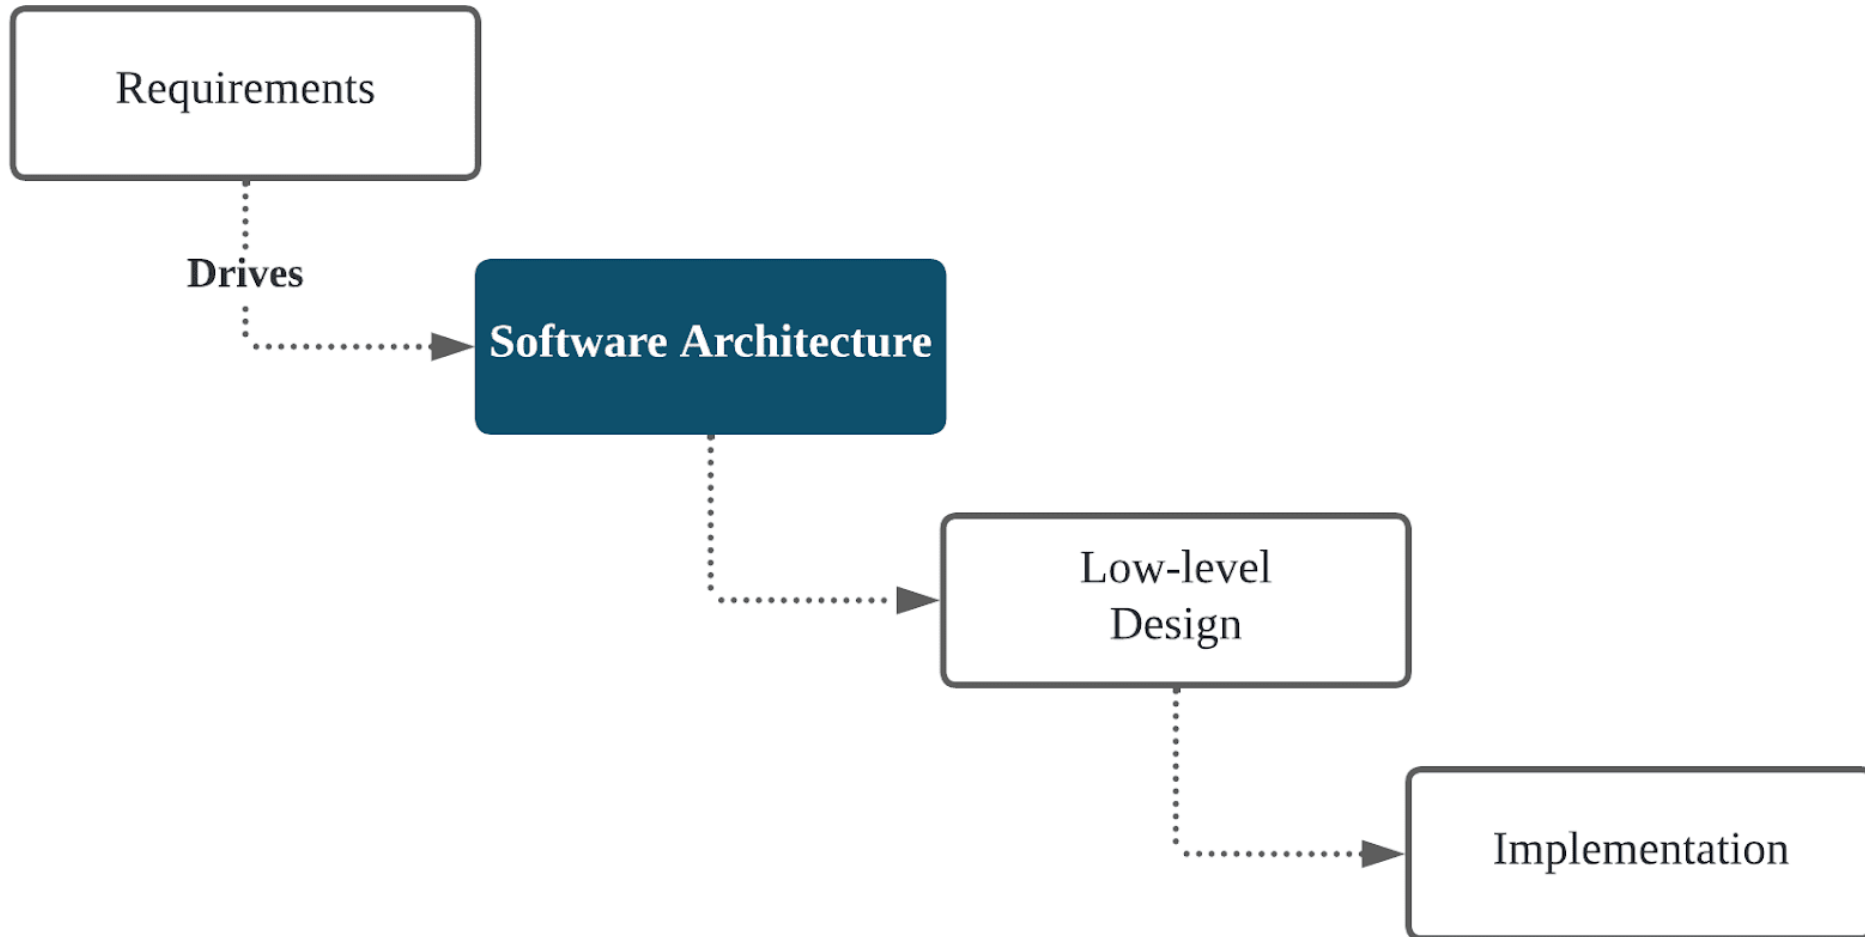 Requirements
Drives
Software Architecture
Low-level
Design
Implementation